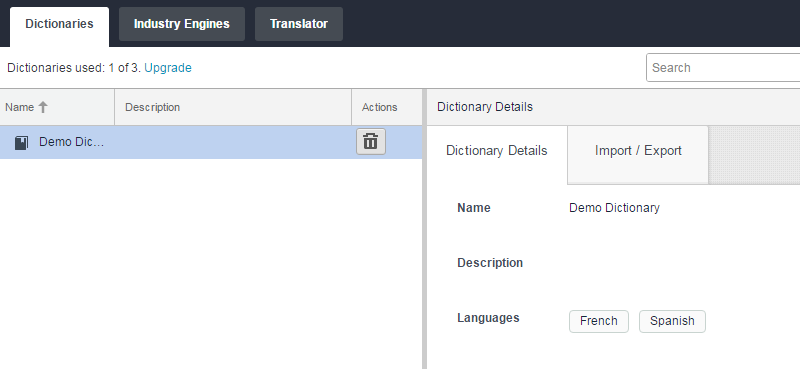 Dictionaries Industry Engines Translator
Dictionaries used: 1 of 3. Upgrade
Search
Name Description Actions
Demo Dic...
Dictionary Details
Dictionary Details Import / Export
Name Demo Dictionary
Description
Languages French Spanish